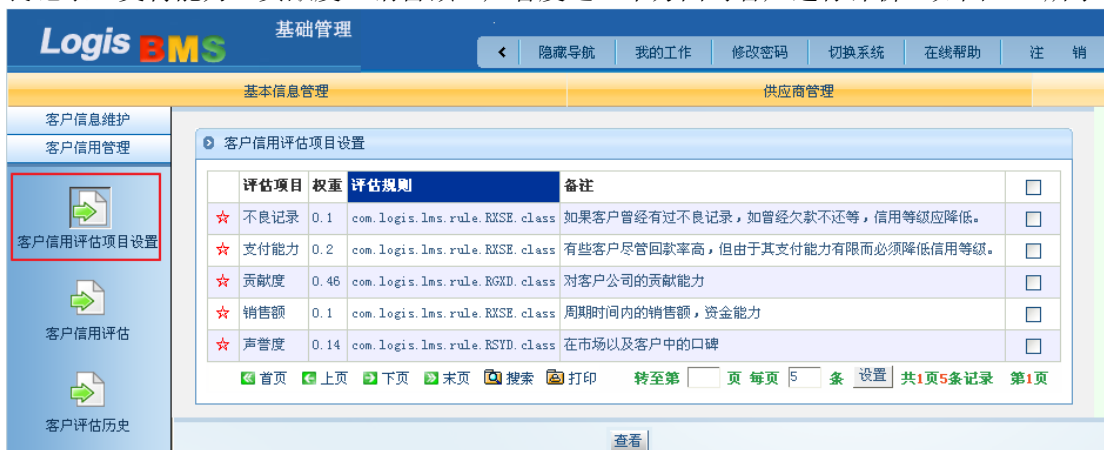 基础管理
Logis BMS
隐藏导航 我的工作 修改密码 切换系统 在线帮助 注 销
基本信息管理 供应商管理
客户信息维护
客户信用管理
客户信用评估项目设置
客户信用评估
客户评估历史
客户信用评估项目设置
评估项目 权重 评估规则 备注
不良记录 0.1 com.logis.lms.rule.RXSE.class 如果客户曾经有过不良记录，如曾经欠款不还等，信用等级应降低。
支付能力 0.2 com.logis.lms.rule.RXSE.class 有些客户尽管回款率高，但由于其支付能力有限而必须降低信用等级。
贡献度 0.46 com.logis.lms.rule.RGXD.class 对客户公司的贡献能力
销售额 0.1 com.logis.lms.rule.RXSE.class 周期时间内的销售额，资金能力
声誉度 0.14 com.logis.lms.rule.RSYD.class 在市场以及客户中的口碑
首页 上页 下页 末页 搜索 打印 转至第 页 每页 5 条 设置 共1页5条记录 第1页
查看